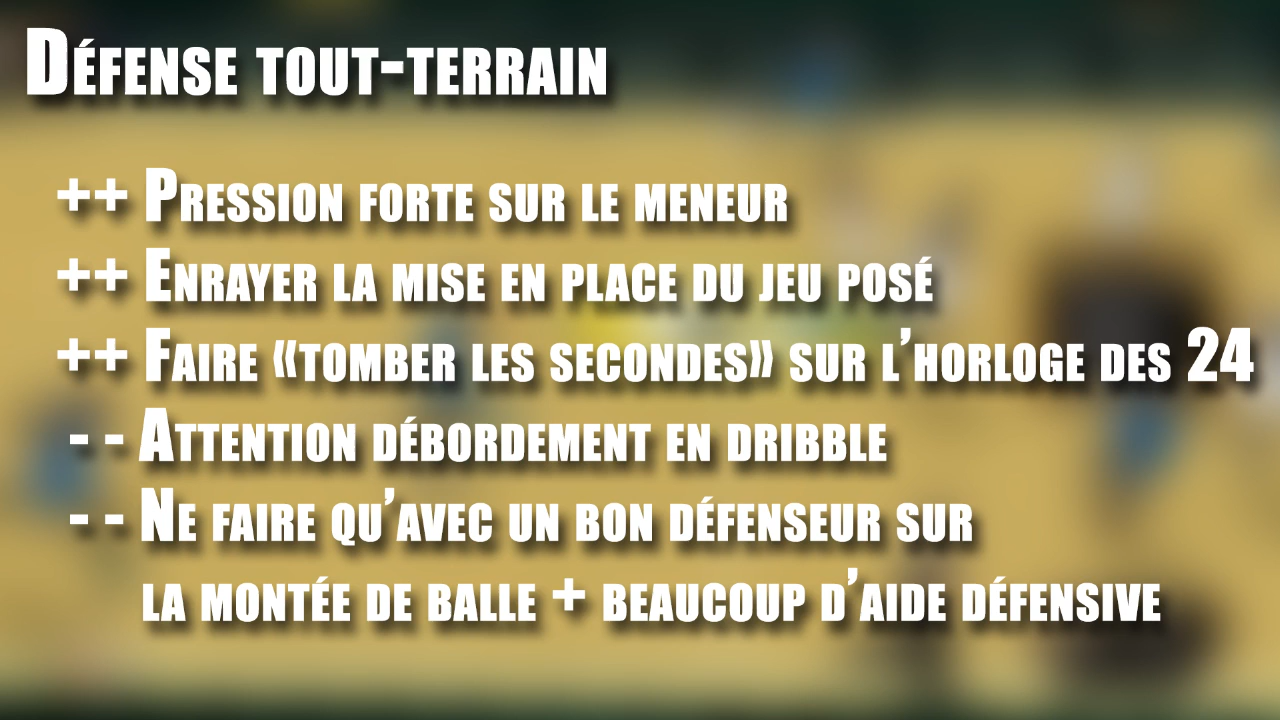 Défense tout-terrain
++ Pression forte sur le meneur
++ Enrayer la mise en place du jeu posé
++ Faire «tomber les secondes» sur l'horloge des 24
- - Attention débordement en dribble
- - Ne faire qu'avec un bon défenseur sur
la montée de balle + beaucoup d'aide défensive